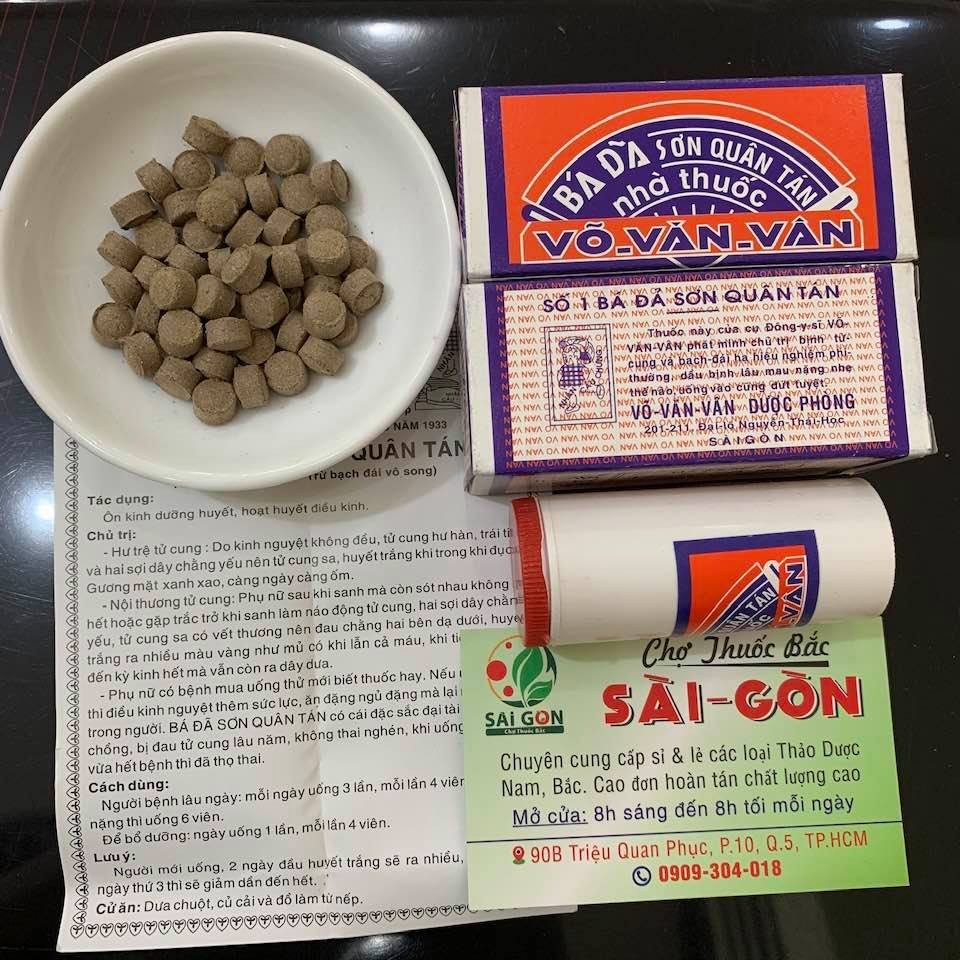 BÁ ĐÃ SƠN QUÂN TÁN
nhà thuốc
VÕ-VĂN-VÂN
SỐ 1 BÁ ĐẢ SƠN QUÂN TÁN
Thuốc này của cụ Đông-y-sĩ VÕ-
VĂN-VÂN phát minh chủ trị bịnh tử-
cung và bạch-đái hạ hiệu nghiệm phi-
thường, dầu bịnh lâu mau nặng nhẹ
thế nào, uống vào cũng dứt tuyệt.
VÕ-VĂN-VÂN DƯỢC PHÒNG
201-211, Đại-lộ Nguyễn-Thái-Học
SÀIGÒN
NĂM 1933
QUÂN TÁN
Trừ bạch đái vô song)
Tác dụng:
Ôn kinh dưỡng huyết, hoạt huyết điều kinh.
Chủ trị:
- Hư trệ tử cung : Do kinh nguyệt không đều, tử cung hư hàn, trái
và hai sợi dây chằng yếu nên tử cung sa, huyết trắng khi trong khi đục
Gương mặt xanh xao, càng ngày càng ốm.
- Nội thương tử cung: Phụ nữ sau khi sanh mà còn sót nhau không
hết hoặc gặp trắc trở khi sanh làm náo động tử cung, hai sợi dây chằn
yếu, tử cung sa có vết thương nên đau chằng hai bên dạ dưới, huyế
trắng ra nhiều màu vàng như mủ có khi lẫn cả máu, khi
đến kỳ kinh hết mà vẫn còn ra dây dưa.
- Phụ nữ có bệnh mua uống thử mới biết thuốc hay. Nếu
thì điều kinh nguyệt thêm sức lực, ăn đặng ngủ đặng mà lại
trong người. BÁ ĐÃ SƠN QUÂN TÁN có cái đặc sắc đại tài
chồng, bị đau tử cung lâu năm, không thai nghén, khi uống
vừa hết bệnh thì đã thọ thai.
Cách dùng:
Người bệnh lâu ngày: mỗi ngày uống 3 lần, mỗi lần 4 viên
nặng thì uống 6 viên.
Để bổ dưỡng: ngày uống 1 lần, mỗi lần 4 viên.
Lưu ý:
Người mới uống, 2 ngày đầu huyết trắng sẽ ra nhiều,
ngày thứ 3 thì sẽ giảm dần đến hết.
Cử ăn: Dưa chuột, củ cải và đồ làm từ nếp.
SÀI GÒN
Chợ Thuốc Bắc
Chợ Thuốc Bắc
SÀI-GÒN
Chuyên cung cấp sỉ & lẻ các loại Thảo Dược
Nam, Bắc. Cao đơn hoàn tán chất lượng cao
Mở cửa: 8h sáng đến 8h tối mỗi ngày
90B Triệu Quang Phục, P.10, Q.5, TP.HCM
0909-304-018